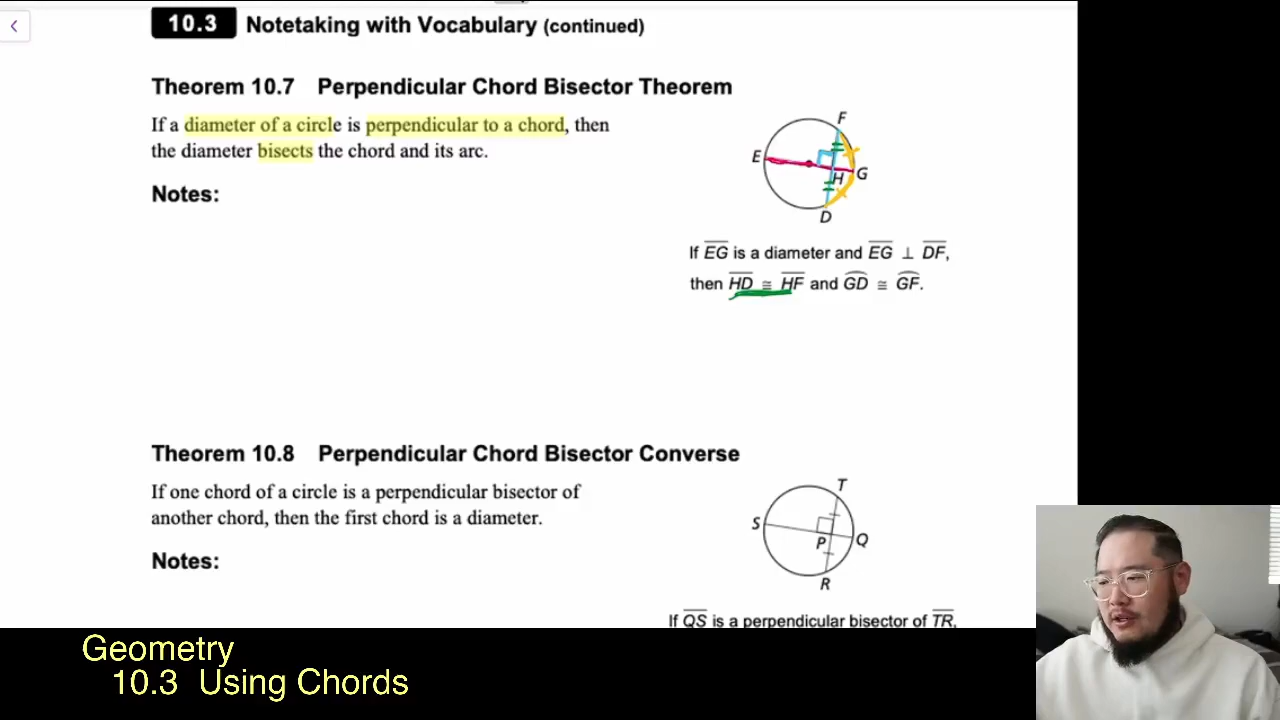 10.3 Notetaking with Vocabulary (continued)
Theorem 10.7 Perpendicular Chord Bisector Theorem
If a diameter of a circle is perpendicular to a chord, then
the diameter bisects the chord and its arc.
Notes:
F
E
H
G
D
If EG is a diameter and EG ⊥ DF,
then HD ≅ HF and GD ≅ GF.
Theorem 10.8 Perpendicular Chord Bisector Converse
If one chord of a circle is a perpendicular bisector of
another chord, then the first chord is a diameter.
Notes:
T
S
P
Q
R
If QS is a perpendicular bisector of TR,
Geometry
10.3 Using Chords